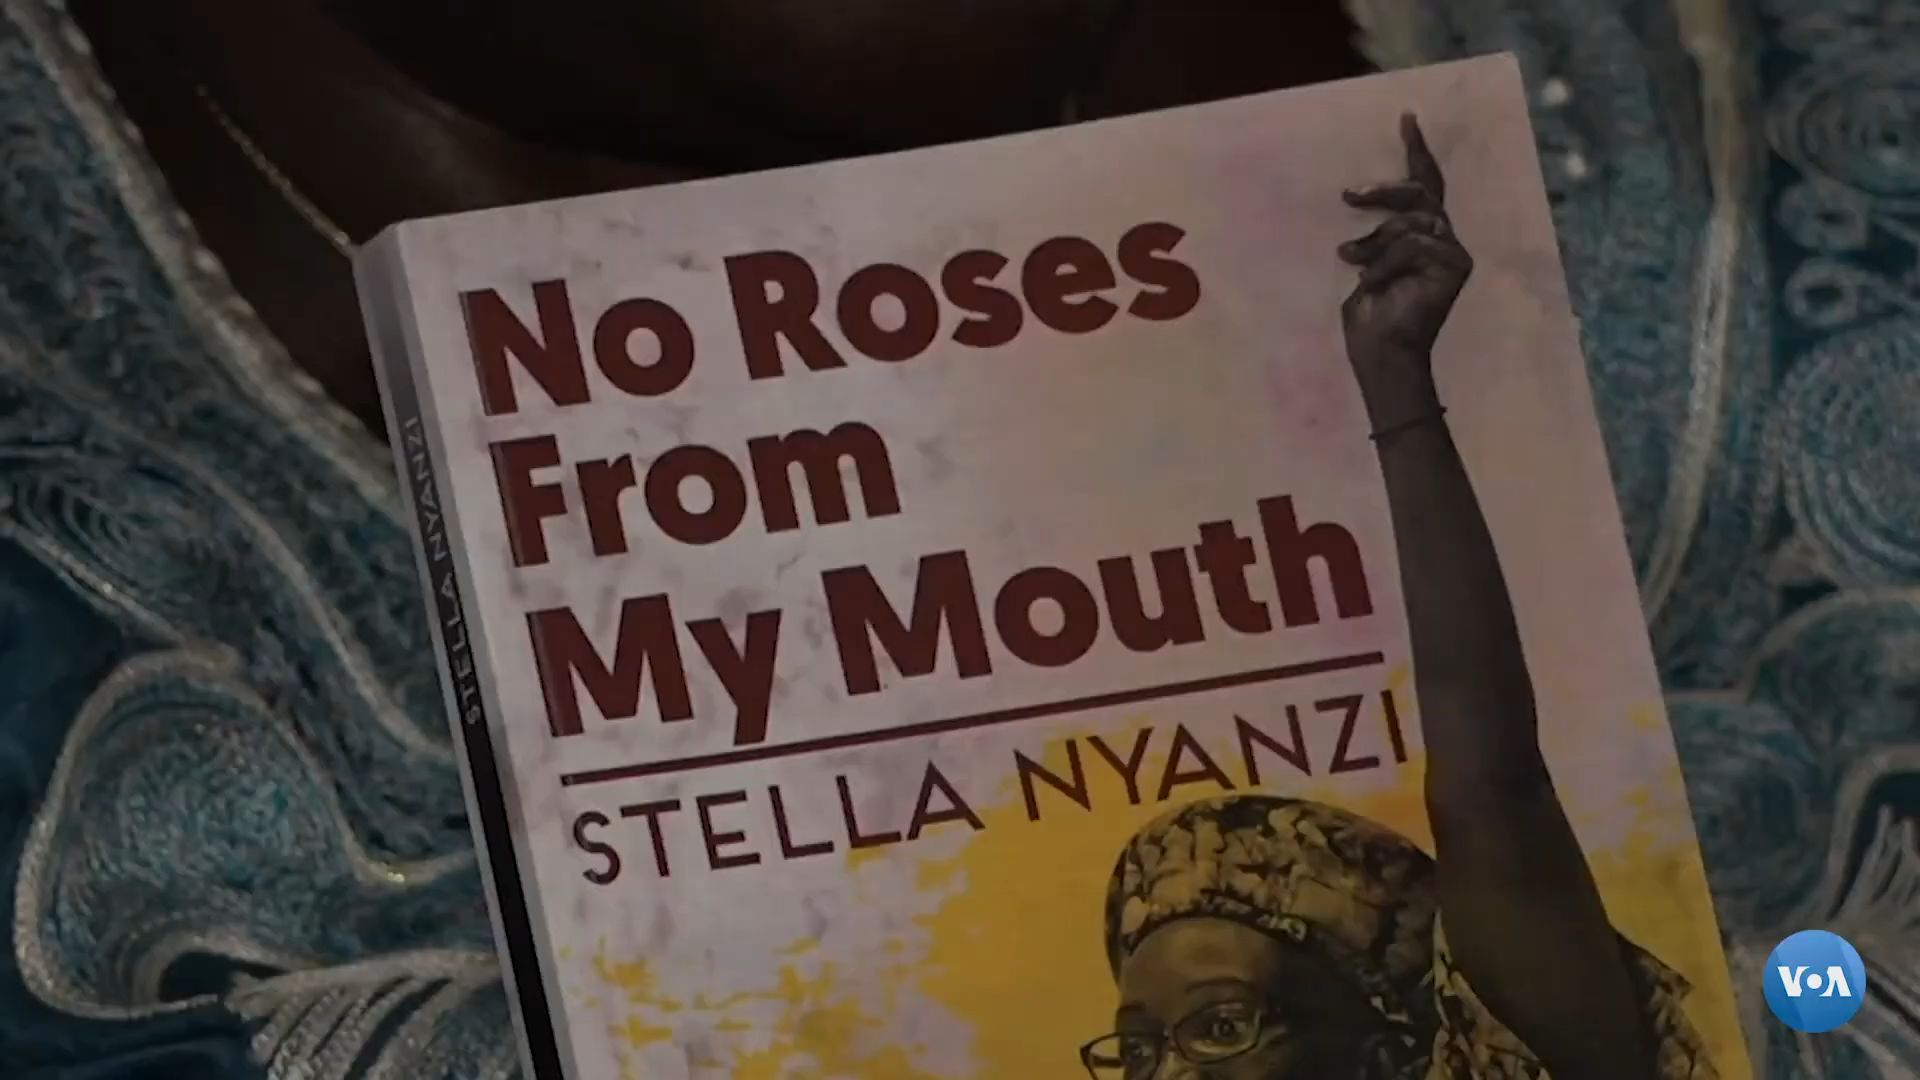 No Roses
From
My Mouth
STELLA NYANZI
STELLA NYANZI
VOA